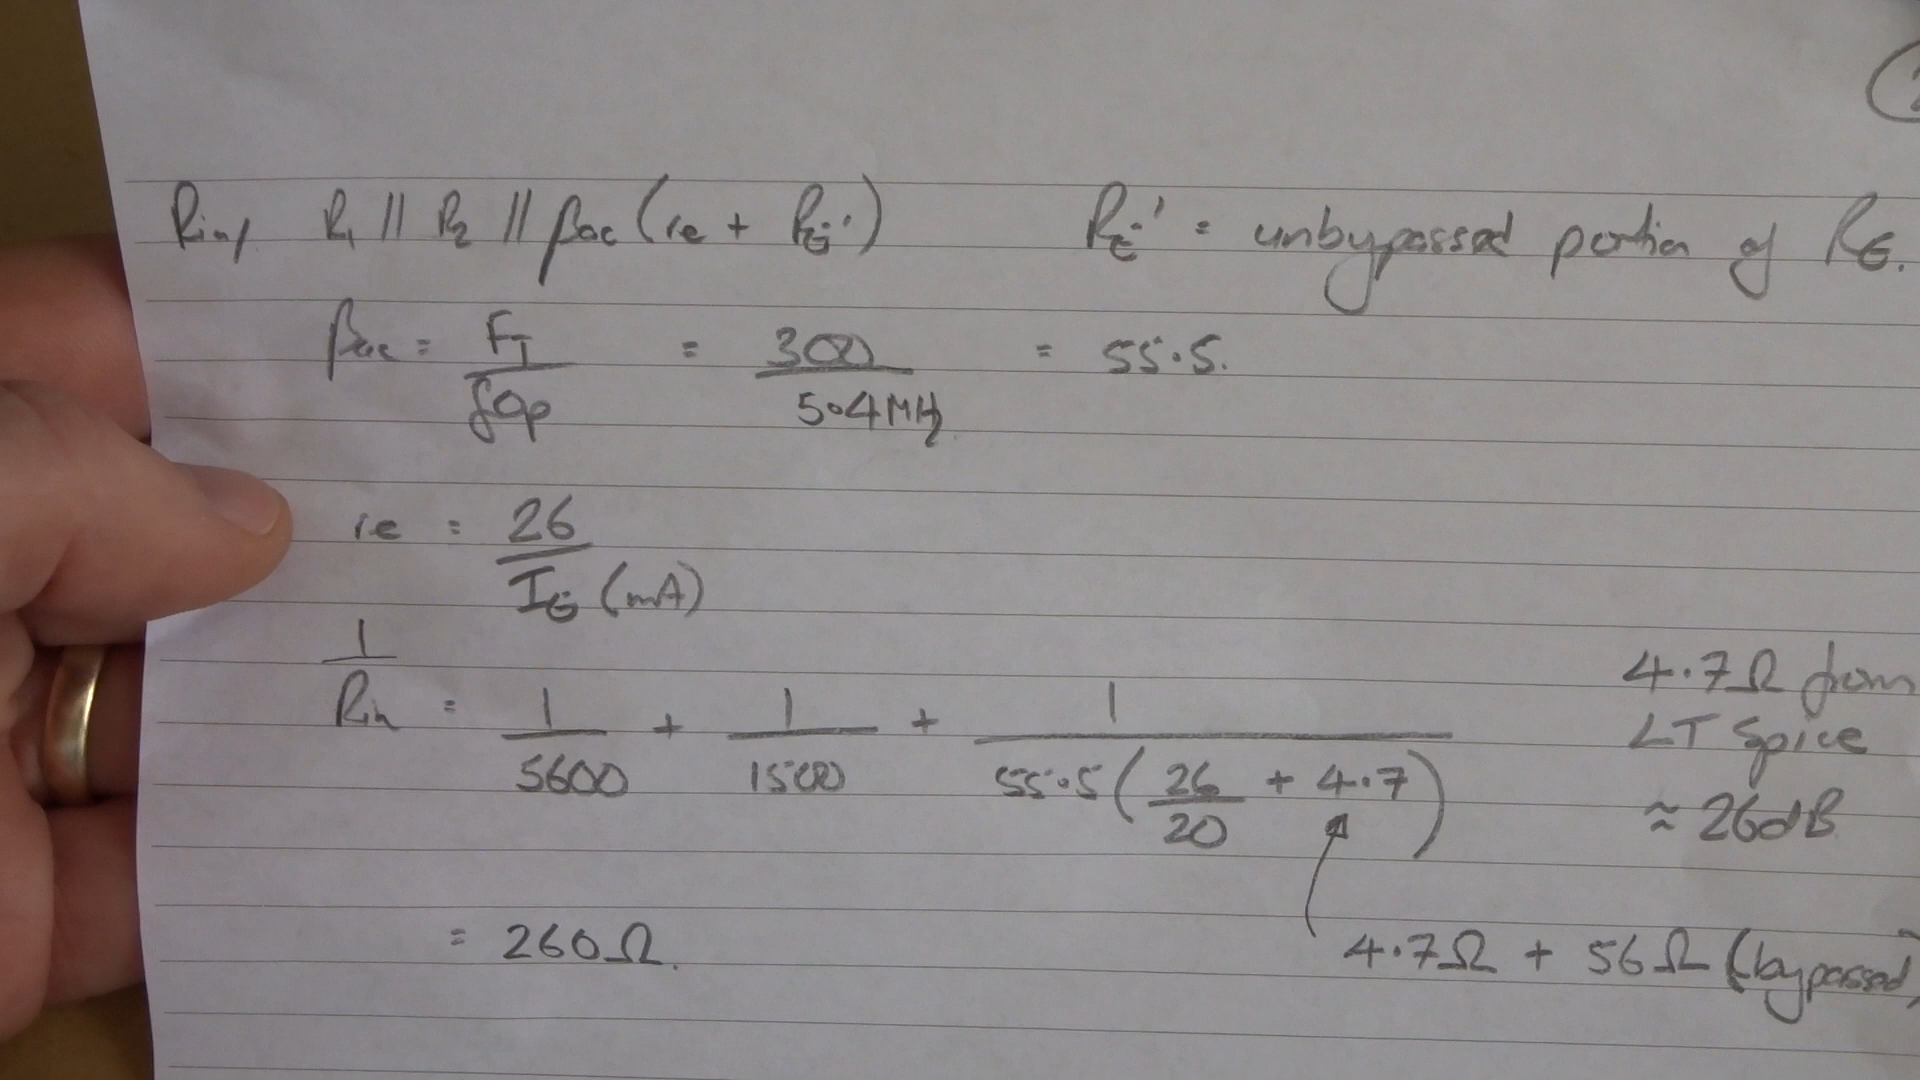 Rin, R1 || R2 || βac (re + RE') RE' = unbypassed portion of RE.
βac = FT / fop = 300 / 5.4MHz = 55.5.
re = 26 / IE (mA)
1 / Rin = 1 / 5600 + 1 / 1500 + 1 / 55.5 ( 26 / 20 + 4.7 )
4.7Ω from
LT Spice
≈ 26dB
= 260Ω.
4.7Ω + 56Ω (bypassed)